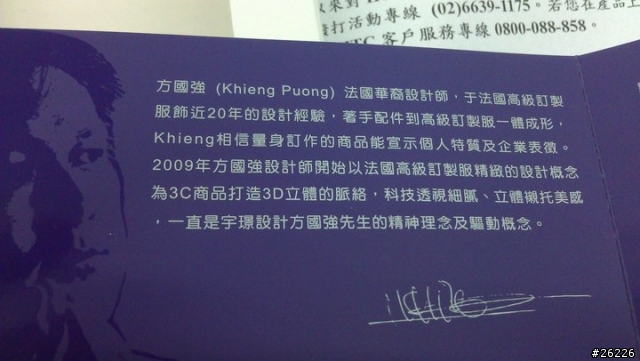 以來對
打活動專線 (02)6639-1175。若您在產品上
TC 客戶服務專線 0800-088-858。
方國強 (Khieng Puong) 法國華裔設計師，于法國高級訂製
服飾近20年的設計經驗，著手配件到高級訂製服一體成形，
Khieng相信量身訂作的商品能宣示個人特質及企業表徵。
2009年方國強設計師開始以法國高級訂製服精緻的設計概念
為3C商品打造3D立體的脈絡，科技透視細膩、立體襯托美感
，一直是宇璟設計方國強先生的精神理念及驅動概念。
#26226